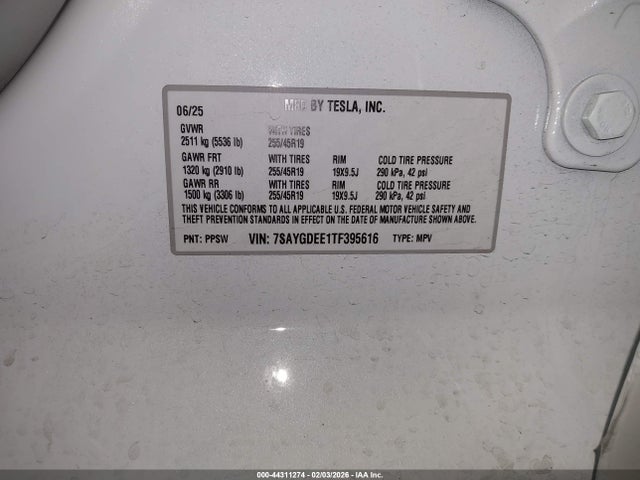 MFG BY TESLA, INC.
06/25
GVWR WITH TIRES
2511 kg (5536 lb) 255/45R19
GAWR FRT WITH TIRES RIM COLD TIRE PRESSURE
1320 kg (2910 lb) 255/45R19 19X9.5J 290 kPa, 42 psi
GAWR RR WITH TIRES RIM COLD TIRE PRESSURE
1500 kg (3306 lb) 255/45R19 19X9.5J 290 kPa, 42 psi
THIS VEHICLE CONFORMS TO ALL APPLICABLE U.S. FEDERAL MOTOR VEHICLE SAFETY AND
THEFT PREVENTION STANDARDS IN EFFECT ON THE DATE OF MANUFACTURE SHOWN ABOVE.
PNT: PPSW VIN: 7SAYGDEE1TF395616 TYPE: MPV
000-44311274 - 02/03/2026 - IAA Inc.